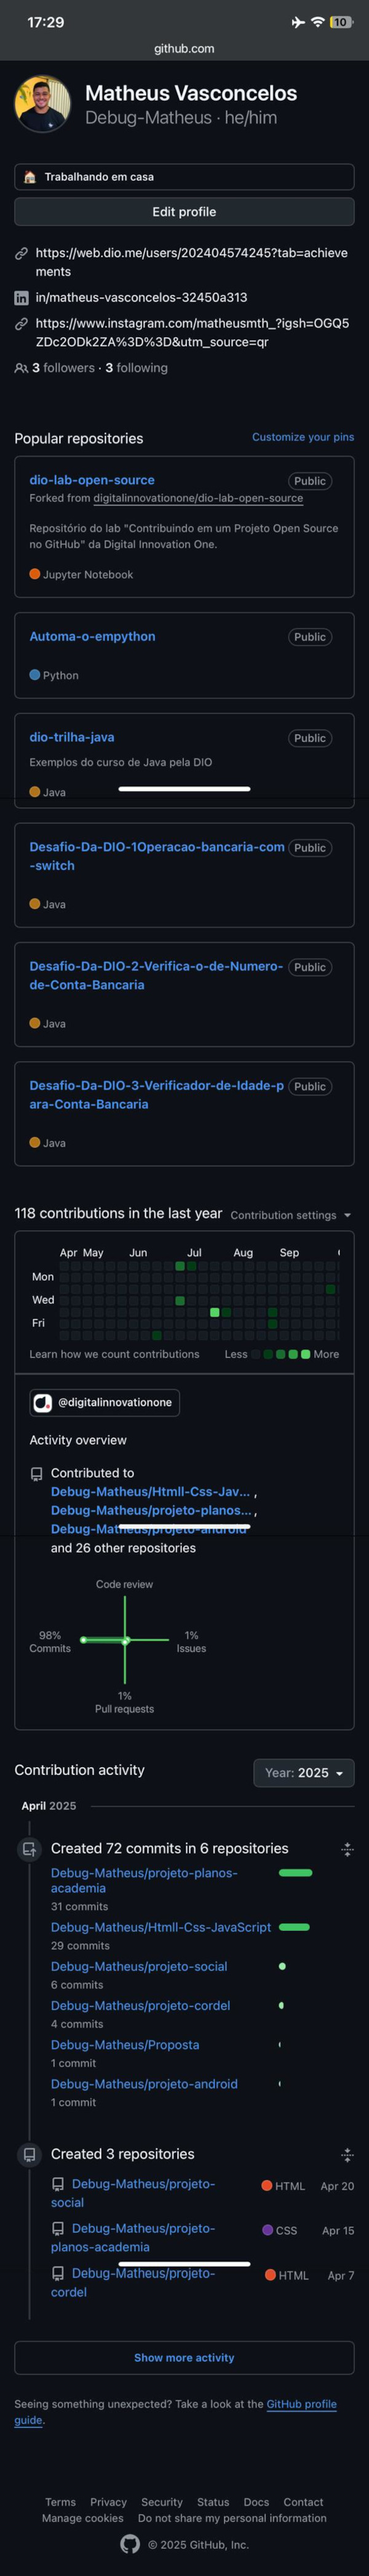 17:29
10
github.com
Matheus Vasconcelos
Debug-Matheus · he/him
Trabalhando em casa
Edit profile
https://web.dio.me/users/202404574245?tab=achieve
ments
in/matheus-vasconcelos-32450a313
https://www.instagram.com/matheusmth_?igsh=OGQ5
ZDc2ODk2ZA%3D%3D&utm_source=qr
3 followers · 3 following
Popular repositories
Customize your pins
dio-lab-open-source
Public
Forked from digitalinnovationone/dio-lab-open-source
Repositório do lab "Contribuindo em um Projeto Open Source
no GitHub" da Digital Innovation One.
Jupyter Notebook
Automa-o-empython
Public
Python
dio-trilha-java
Public
Exemplos do curso de Java pela DIO
Java
Desafio-Da-DIO-1Operacao-bancaria-com
-switch
Public
Java
Desafio-Da-DIO-2-Verifica-o-de-Numero-
de-Conta-Bancaria
Public
Java
Desafio-Da-DIO-3-Verificador-de-Idade-p
ara-Conta-Bancaria
Public
Java
118 contributions in the last year
Contribution settings
Apr May Jun Jul Aug Sep
Mon
Wed
Fri
Learn how we count contributions
Less
More
@digitalinnovationone
Activity overview
Contributed to
Debug-Matheus/Htmll-Css-Jav... ,
Debug-Matheus/projeto-planos... ,
Debug-Matheus/projeto-android
and 26 other repositories
Code review
98%
Commits
1%
Issues
1%
Pull requests
Contribution activity
Year: 2025
April 2025
Created 72 commits in 6 repositories
Debug-Matheus/projeto-planos-
academia
31 commits
Debug-Matheus/Htmll-Css-JavaScript
29 commits
Debug-Matheus/projeto-social
6 commits
Debug-Matheus/projeto-cordel
4 commits
Debug-Matheus/Proposta
1 commit
Debug-Matheus/projeto-android
1 commit
Created 3 repositories
Debug-Matheus/projeto-
social
HTML
Apr 20
Debug-Matheus/projeto-
planos-academia
CSS
Apr 15
Debug-Matheus/projeto-
cordel
HTML
Apr 7
Show more activity
Seeing something unexpected? Take a look at the GitHub profile
guide.
Terms Privacy Security Status Docs Contact
Manage cookies Do not share my personal information
© 2025 GitHub, Inc.